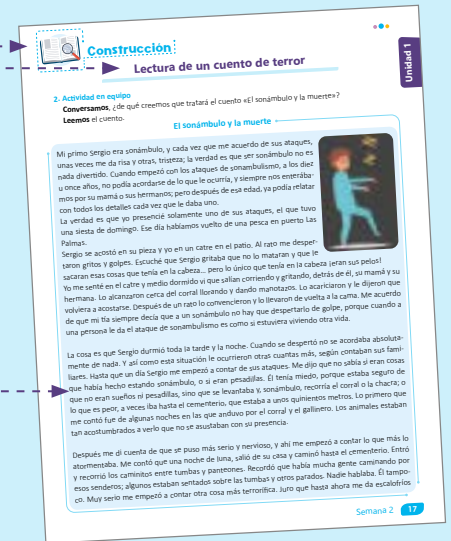 Construcción
Lectura de un cuento de terror
Unidad 1
2. Actividad en equipo
Conversamos, ¿de qué creemos que tratará el cuento «El sonámbulo y la muerte»?
Leemos el cuento.
El sonámbulo y la muerte
Mi primo Sergio era sonámbulo, y cada vez que me acuerdo de sus ataques,
unas veces me da risa y otras, tristeza; la verdad es que ser sonámbulo no es
nada divertido. Cuando empezó con los ataques de sonambulismo, a los diez
u once años, no podía acordarse de lo que le ocurría, y siempre nos enterába-
mos por su mamá o sus hermanos; pero después de esa edad, ya podía relatar
con todos los detalles cada vez que le daba uno.
La verdad es que yo presencié solamente uno de sus ataques, el que tuvo
una siesta de domingo. Ese día habíamos vuelto de una pesca en puerto Las
Palmas.
Sergio se acostó en su pieza y yo en un catre en el patio. Al rato me desper-
taron gritos y golpes. Escuché que Sergio gritaba que no lo mataran y que le
sacaran esas cosas que tenía en la cabeza... pero lo único que tenía en la cabeza ¡eran sus pelos!
Yo me senté en el catre y medio dormido vi que salían corriendo y gritando, detrás de él, su mamá y su
hermana. Lo alcanzaron cerca del corral llorando y dando manotazos. Lo acariciaron y le dijeron que
volviera a acostarse. Después de un rato lo convencieron y lo llevaron de vuelta a la cama. Me acuerdo
de que mi tía siempre decía que a un sonámbulo no hay que despertarlo de golpe, porque cuando a
una persona le da el ataque de sonambulismo es como si estuviera viviendo otra vida.
La cosa es que Sergio durmió toda la tarde y la noche. Cuando se despertó no se acordaba absoluta-
mente de nada. Y así como esta situación le ocurrieron otras cuantas más, según contaban sus fami-
liares. Hasta que un día Sergio me empezó a contar de sus ataques. Me dijo que no sabía si eran cosas
que había hecho estando sonámbulo, o si eran pesadillas. Él tenía miedo, porque estaba seguro de
que no eran sueños ni pesadillas, sino que se levantaba y, sonámbulo, recorría el corral o la chacra; o
lo que es peor, a veces iba hasta el cementerio, que estaba a unos quinientos metros. Lo primero que
me contó fue de algunas noches en las que anduvo por el corral y el gallinero. Los animales estaban
tan acostumbrados a verlo que no se asustaban con su presencia.
Después me di cuenta de que se puso más serio y nervioso, y ahí me empezó a contar lo que más lo
atormentaba. Me contó que una noche de luna, salió de su casa y caminó hasta el cementerio. Entró
y recorrió los caminitos entre tumbas y panteones. Recordó que había mucha gente caminando por
esos senderos; algunos estaban sentados sobre las tumbas y otros parados. Nadie hablaba. Él tampo-
co. Muy serio me empezó a contar otra cosa más terrorífica. Juro que hasta ahora me da escalofríos
Semana 2 17